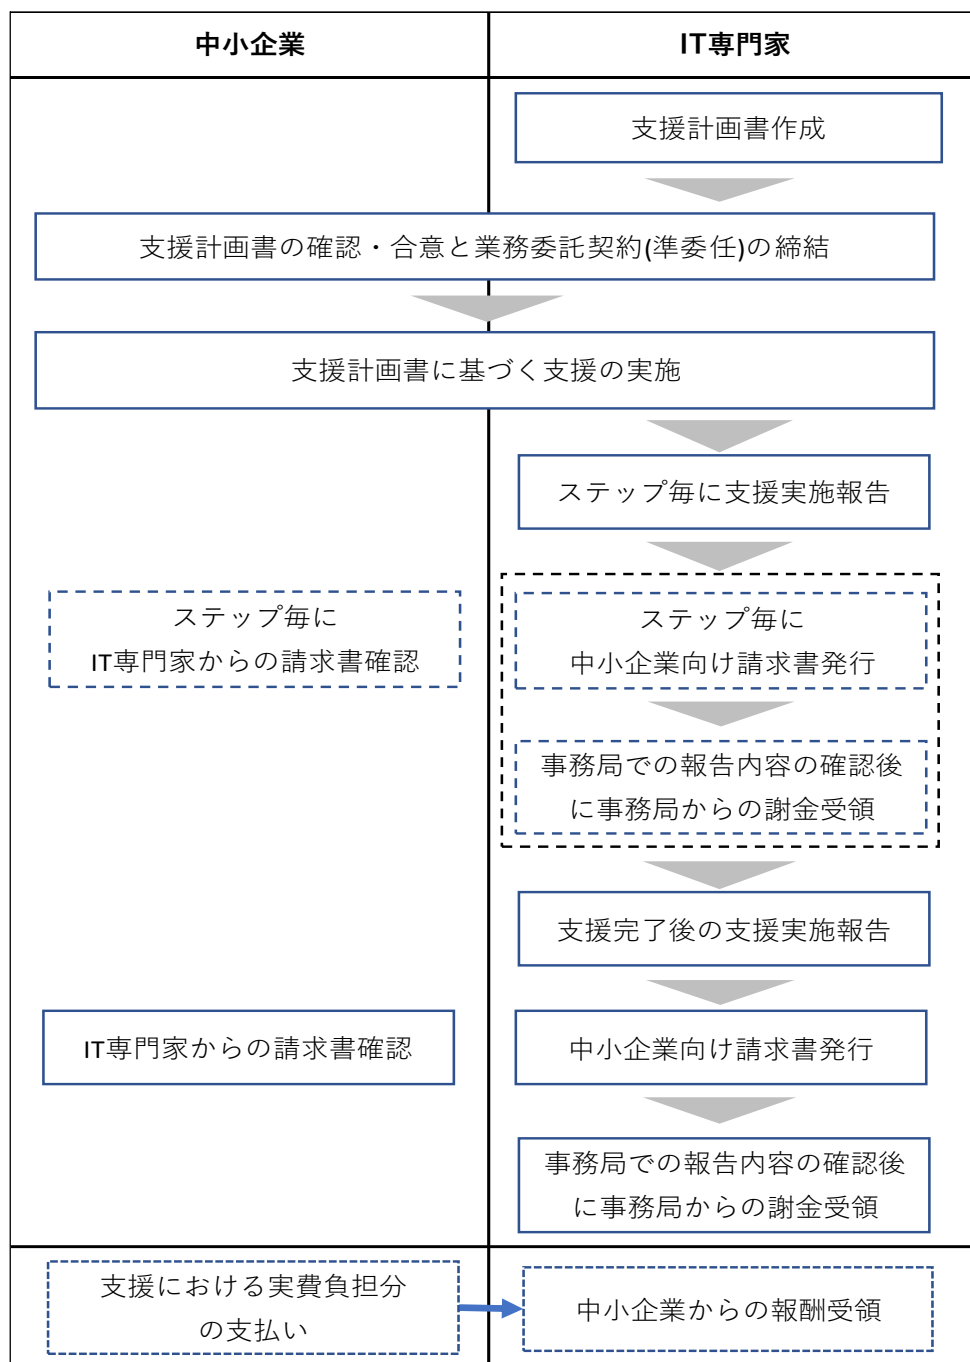 中小企業
IT専門家
支援計画書作成
支援計画書の確認・合意と業務委託契約(準委任)の締結
支援計画書に基づく支援の実施
ステップ毎に支援実施報告
ステップ毎に
IT専門家からの請求書確認
ステップ毎に
中小企業向け請求書発行
事務局での報告内容の確認後
に事務局からの謝金受領
支援完了後の支援実施報告
IT専門家からの請求書確認
中小企業向け請求書発行
事務局での報告内容の確認後
に事務局からの謝金受領
支援における実費負担分
の支払い
中小企業からの報酬受領